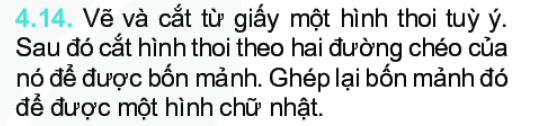 4.14. Vẽ và cắt từ giấy một hình thoi tuỳ ý.
Sau đó cắt hình thoi theo hai đường chéo của
nó để được bốn mảnh. Ghép lại bốn mảnh đó
để được một hình chữ nhật.